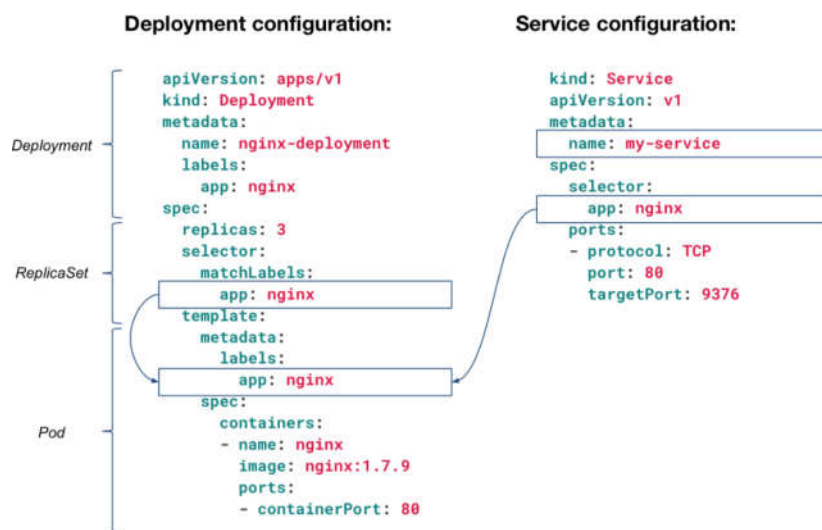 Deployment configuration:
Deployment
apiVersion: apps/v1
kind: Deployment
metadata:
name: nginx-deployment
labels:
app: nginx
spec:
ReplicaSet
replicas: 3
selector:
matchLabels:
app: nginx
template:
Pod
metadata:
labels:
app: nginx
spec:
containers:
- name: nginx
image: nginx:1.7.9
ports:
- containerPort: 80
Service configuration:
kind: Service
apiVersion: v1
metadata:
name: my-service
spec:
selector:
app: nginx
ports:
- protocol: TCP
port: 80
targetPort: 9376